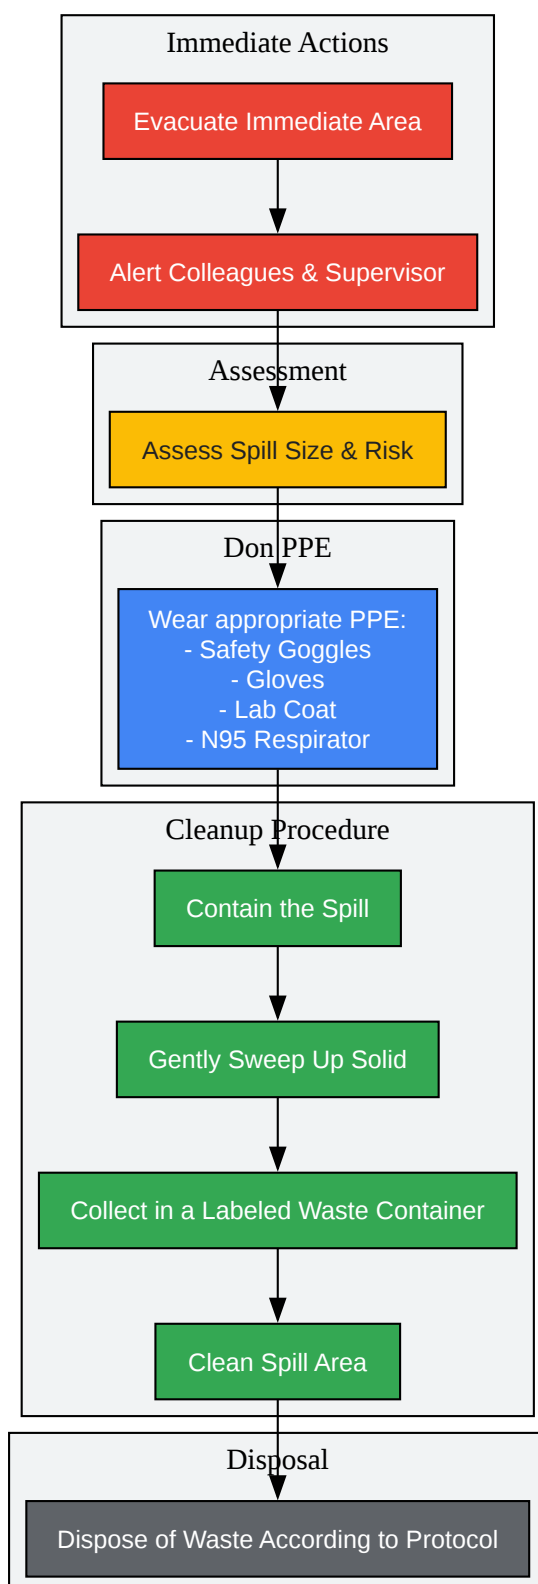 Immediate Actions
Evacuate Immediate Area
Alert Colleagues & Supervisor
Assessment
Assess Spill Size & Risk
Don PPE
Wear appropriate PPE:
- Safety Goggles
- Gloves
- Lab Coat
- N95 Respirator
Cleanup Procedure
Contain the Spill
Gently Sweep Up Solid
Collect in a Labeled Waste Container
Clean Spill Area
Disposal
Dispose of Waste According to Protocol